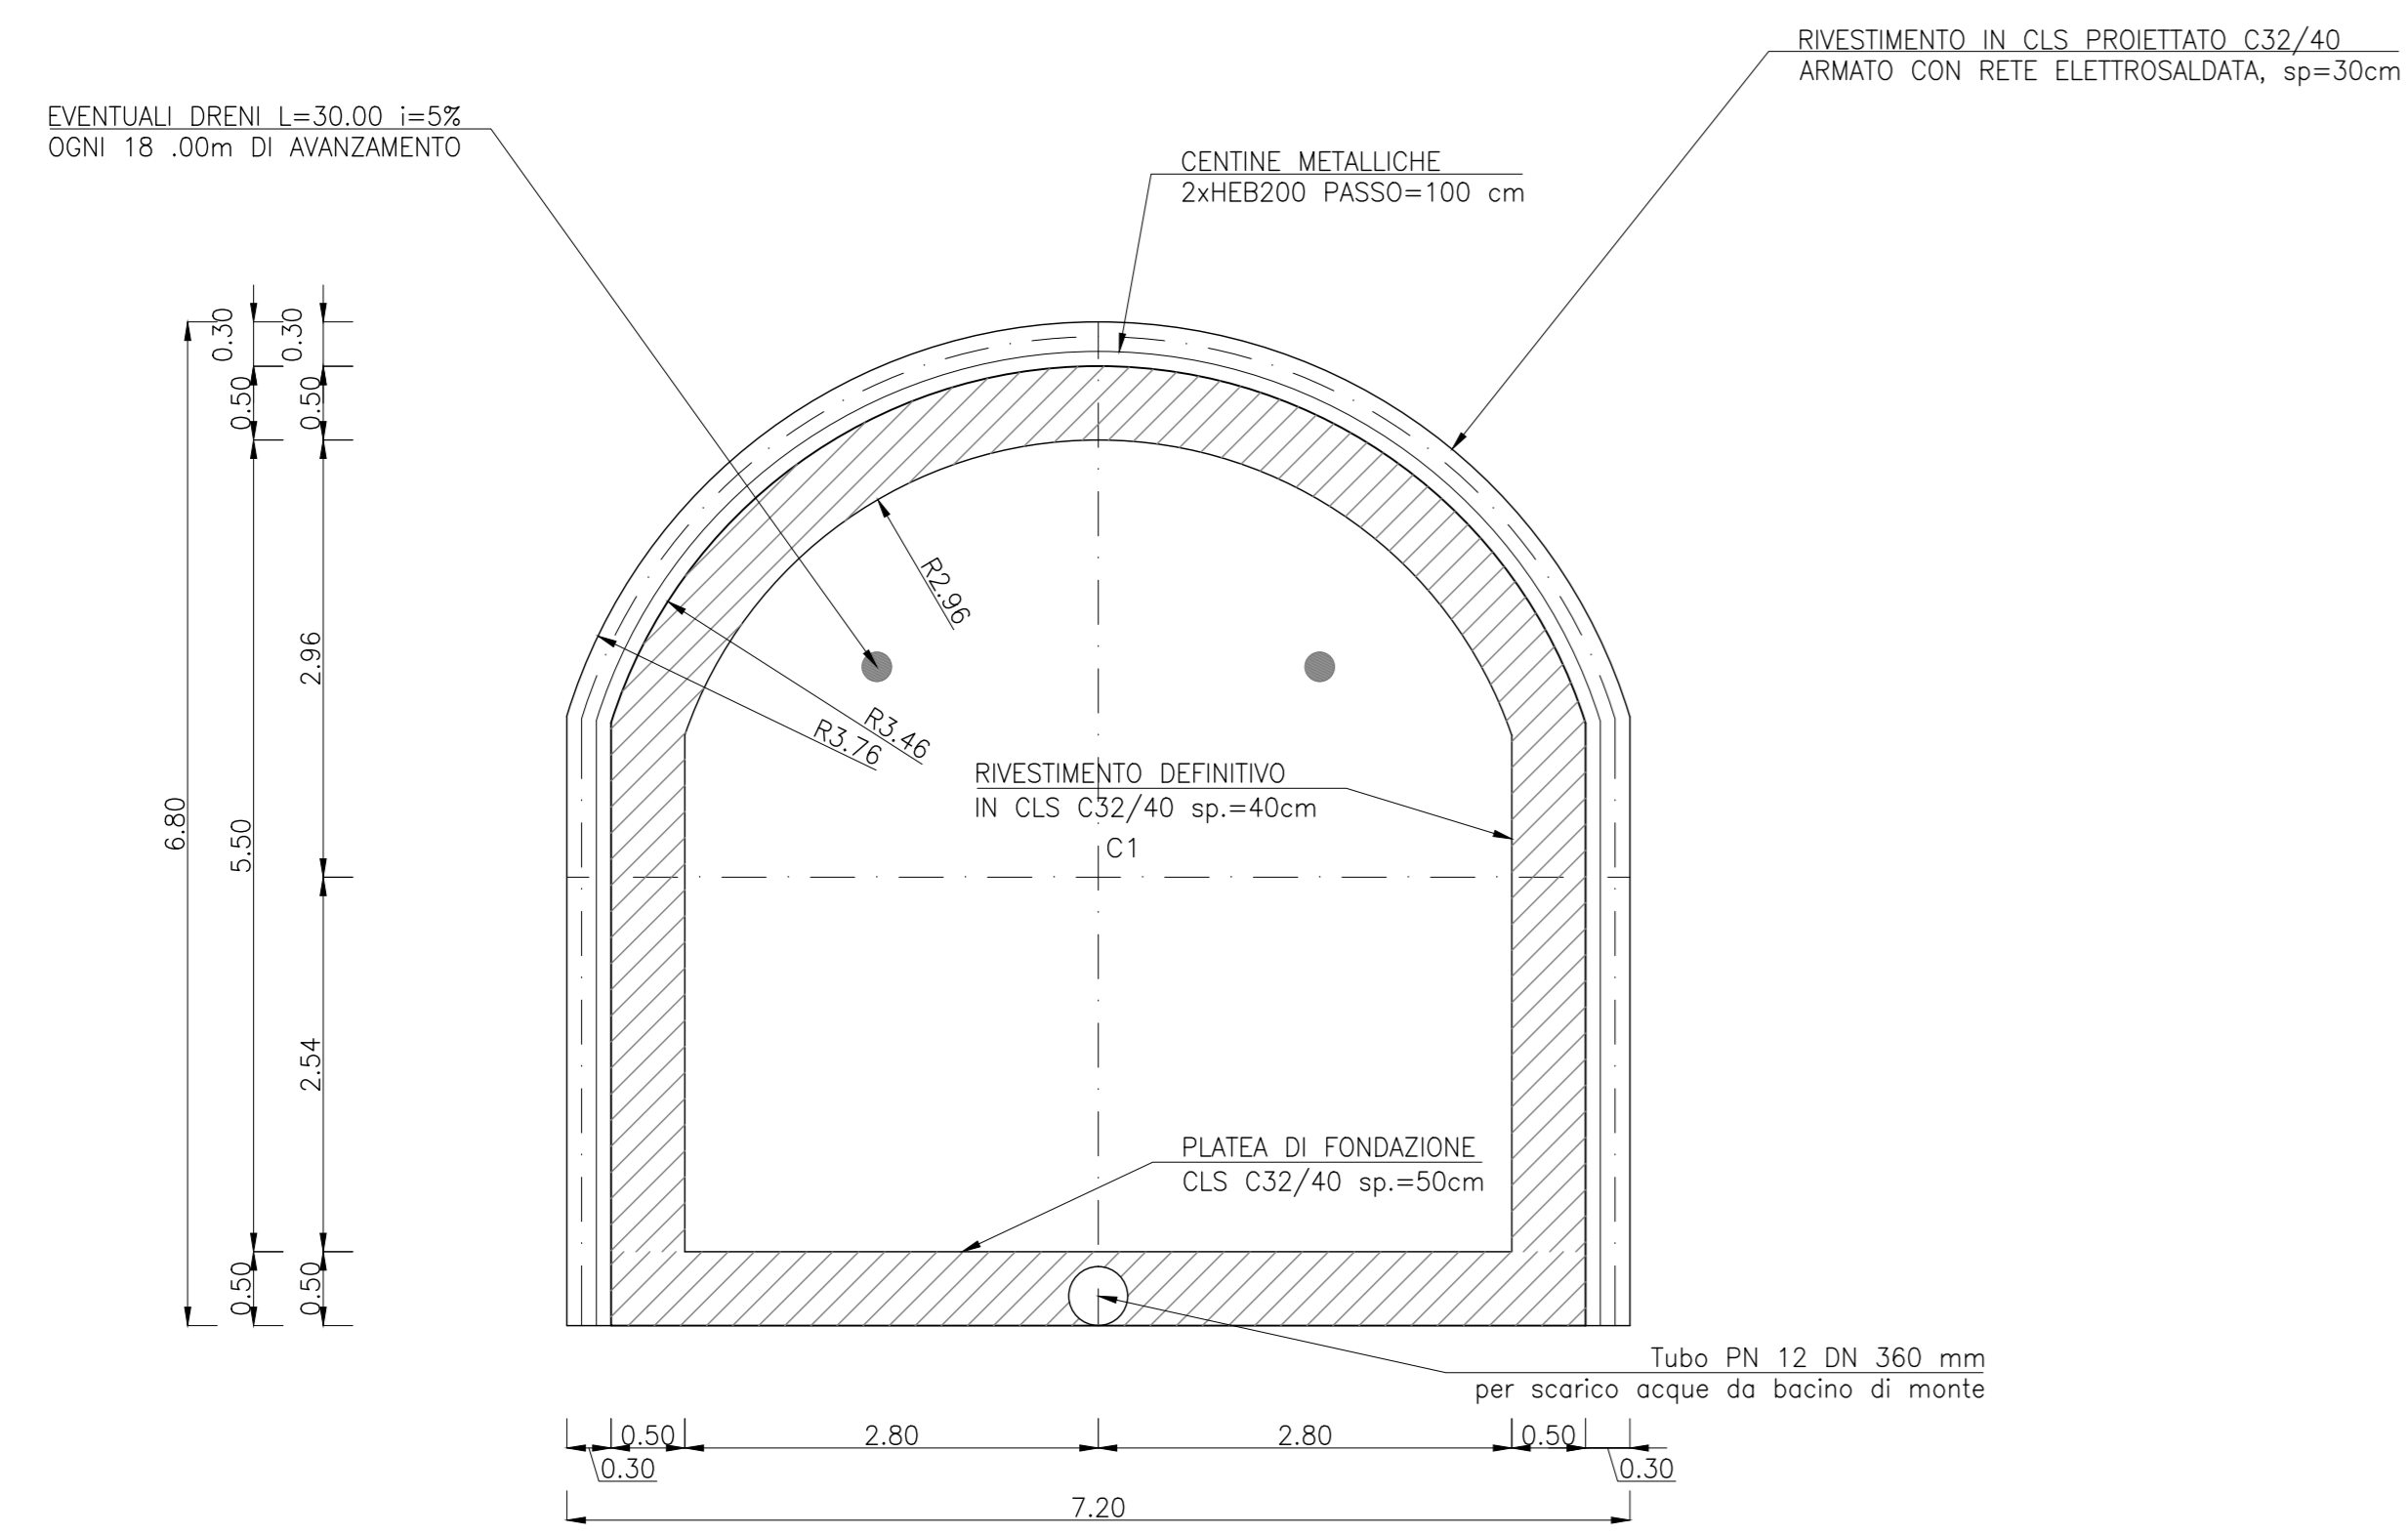 RIVESTIMENTO IN CLS PROIETTATO C32/40
ARMATO CON RETE ELETTROSALDATA, sp=30cm
EVENTUALI DRENI L=30.00 i=5%
OGNI 18 .00m DI AVANZAMENTO
CENTINE METALLICHE
2xHEB200 PASSO=100 cm
0.30
0.30
0.50
0.50
R2.96
2.96
R3.46
R3.76
RIVESTIMENTO DEFINITIVO
IN CLS C32/40 sp.=40cm
6.80
5.50
C1
2.54
PLATEA DI FONDAZIONE
CLS C32/40 sp.=50cm
0.50
0.50
Tubo PN 12 DN 360 mm
per scarico acque da bacino di monte
0.50
2.80
2.80
0.50
0.30
0.30
7.20